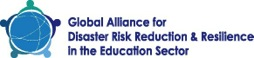 Global Alliance for
Disaster Risk Reduction & Resilience
in the Education Sector